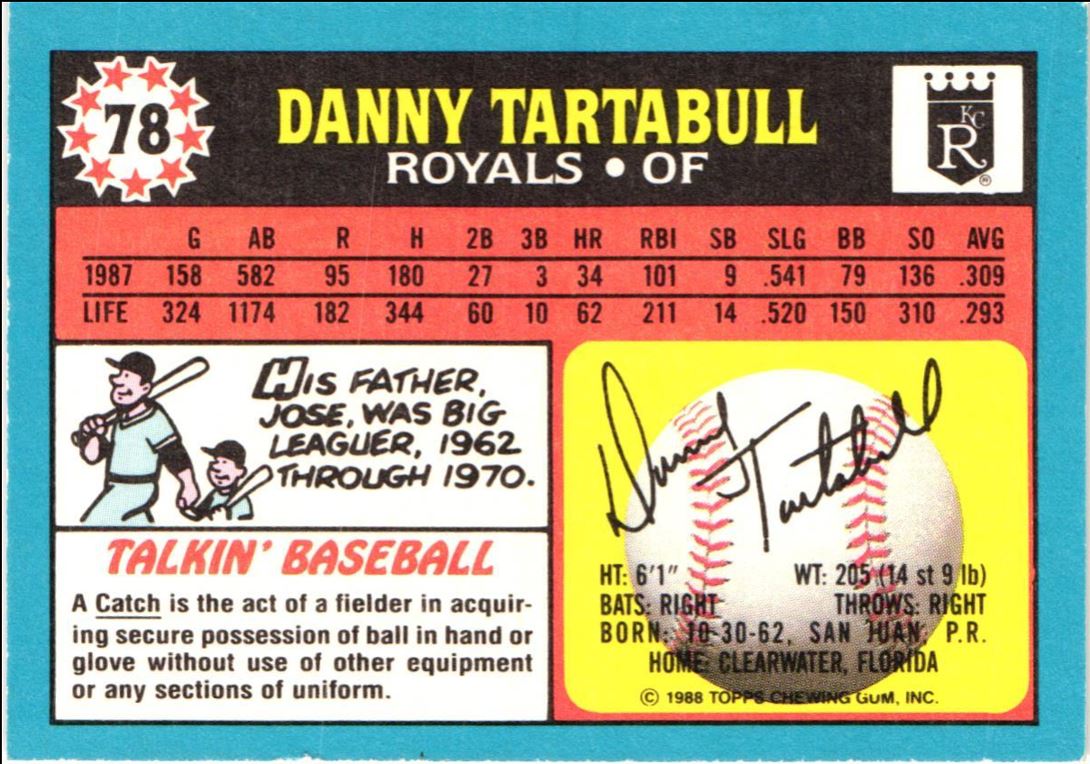 78
DANNY TARTABULL
ROYALS • OF
KC
R
®
G AB R H 2B 3B HR RBI SB SLG BB SO AVG
1987 158 582 95 180 27 3 34 101 9 .541 79 136 .309
LIFE 324 1174 182 344 60 10 62 211 14 .520 150 310 .293
HIS FATHER,
JOSE, WAS BIG
LEAGUER, 1962
THROUGH 1970.
TALKIN' BASEBALL
A Catch is the act of a fielder in acquir-
ing secure possession of ball in hand or
glove without use of other equipment
or any sections of uniform.
Danny Tartabull
HT: 6'1" WT: 205 (14 st 9 lb)
BATS: RIGHT THROWS: RIGHT
BORN: 10-30-62, SAN JUAN, P.R.
HOME: CLEARWATER, FLORIDA
© 1988 TOPPS CHEWING GUM, INC.